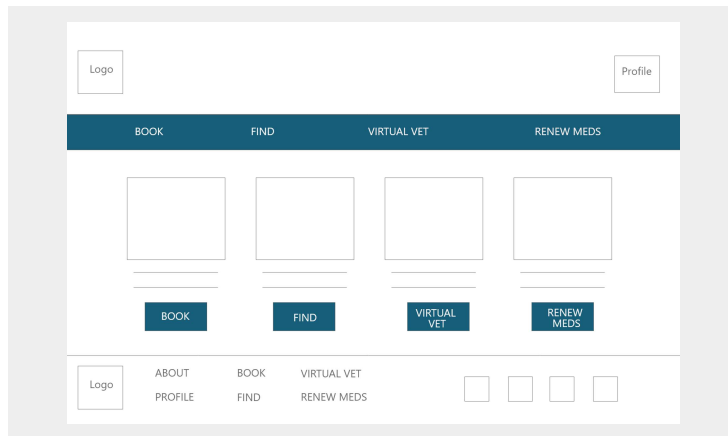 Logo
Profile
BOOK FIND VIRTUAL VET RENEW MEDS
BOOK
FIND
VIRTUAL
VET
RENEW
MEDS
Logo
ABOUT BOOK VIRTUAL VET
PROFILE FIND RENEW MEDS